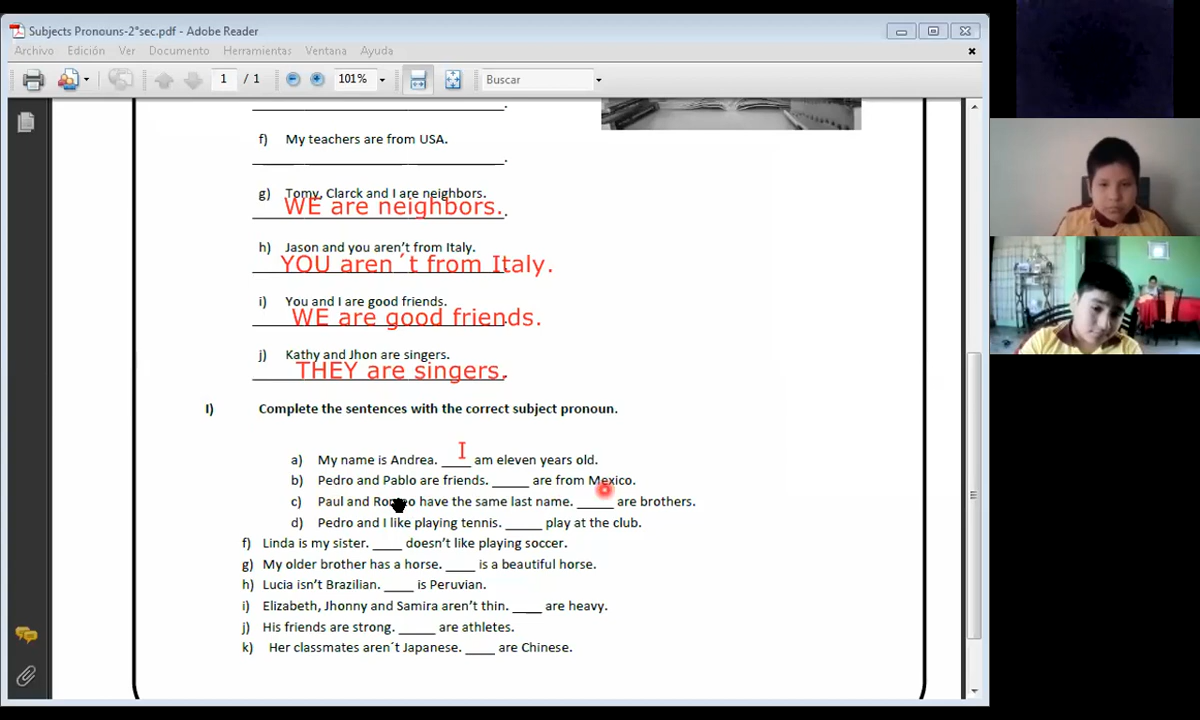 Subjects Pronouns-2°sec.pdf - Adobe Reader
Archivo Edición Ver Documento Herramientas Ventana Ayuda
1 / 1 101% Buscar
f) My teachers are from USA.
g) Tomy, Clarck and I are neighbors.
WE are neighbors.
h) Jason and you aren't from Italy.
YOU aren´t from Italy.
i) You and I are good friends.
WE are good friends.
j) Kathy and Jhon are singers.
THEY are singers.
I) Complete the sentences with the correct subject pronoun.
a) My name is Andrea. I am eleven years old.
b) Pedro and Pablo are friends. _____ are from Mexico.
c) Paul and Romeo have the same last name. _____ are brothers.
d) Pedro and I like playing tennis. _____ play at the club.
f) Linda is my sister. ____ doesn't like playing soccer.
g) My older brother has a horse. ____ is a beautiful horse.
h) Lucia isn't Brazilian. ____ is Peruvian.
i) Elizabeth, Jhonny and Samira aren't thin. ____ are heavy.
j) His friends are strong. _____ are athletes.
k) Her classmates aren´t Japanese. ____ are Chinese.